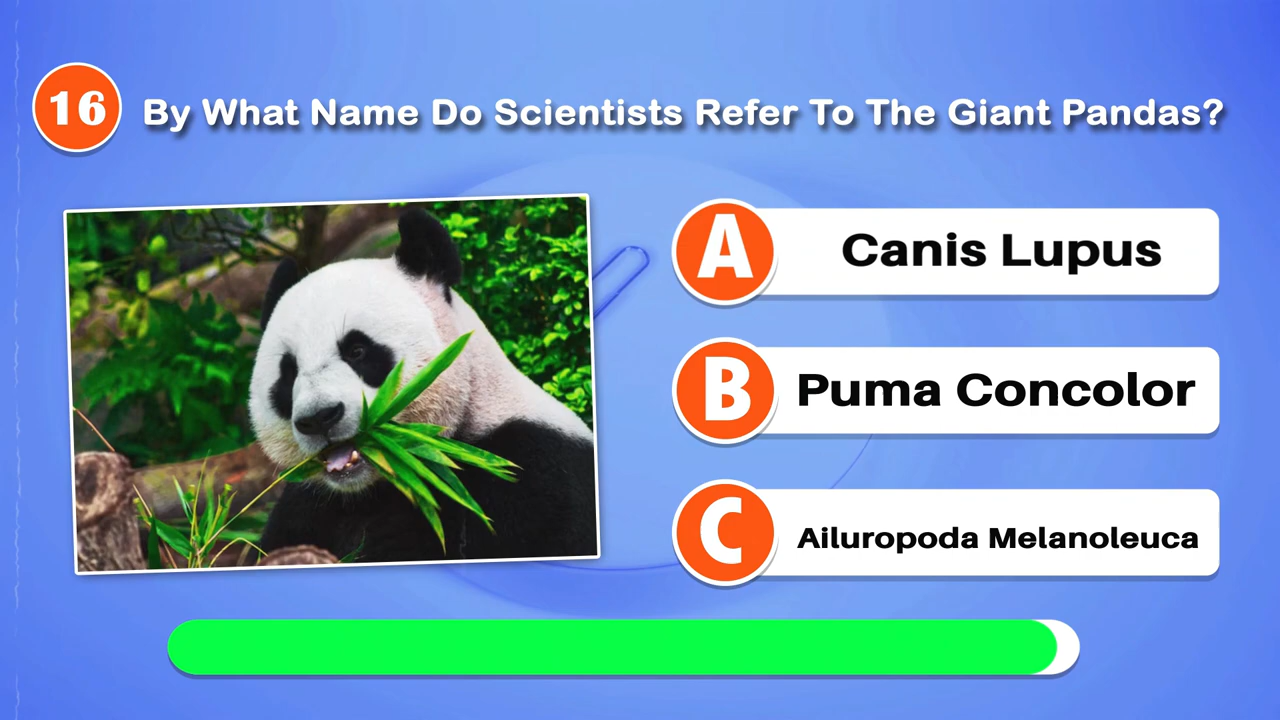 16 By What Name Do Scientists Refer To The Giant Pandas?
A Canis Lupus
B Puma Concolor
C Ailuropoda Melanoleuca